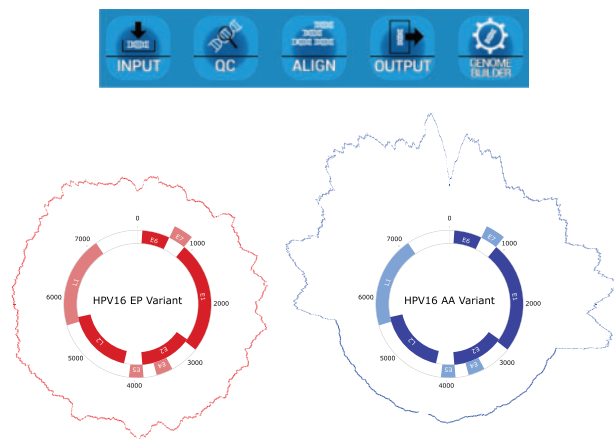 INPUT QC ALIGN OUTPUT GENOME BUILDER
0
1000
2000
3000
4000
5000
6000
7000
E6
E7
E1
E2
E4
E5
L2
L1
HPV16 EP Variant
0
1000
2000
3000
4000
5000
6000
7000
E6
E7
E1
E2
E4
E5
L2
L1
HPV16 AA Variant